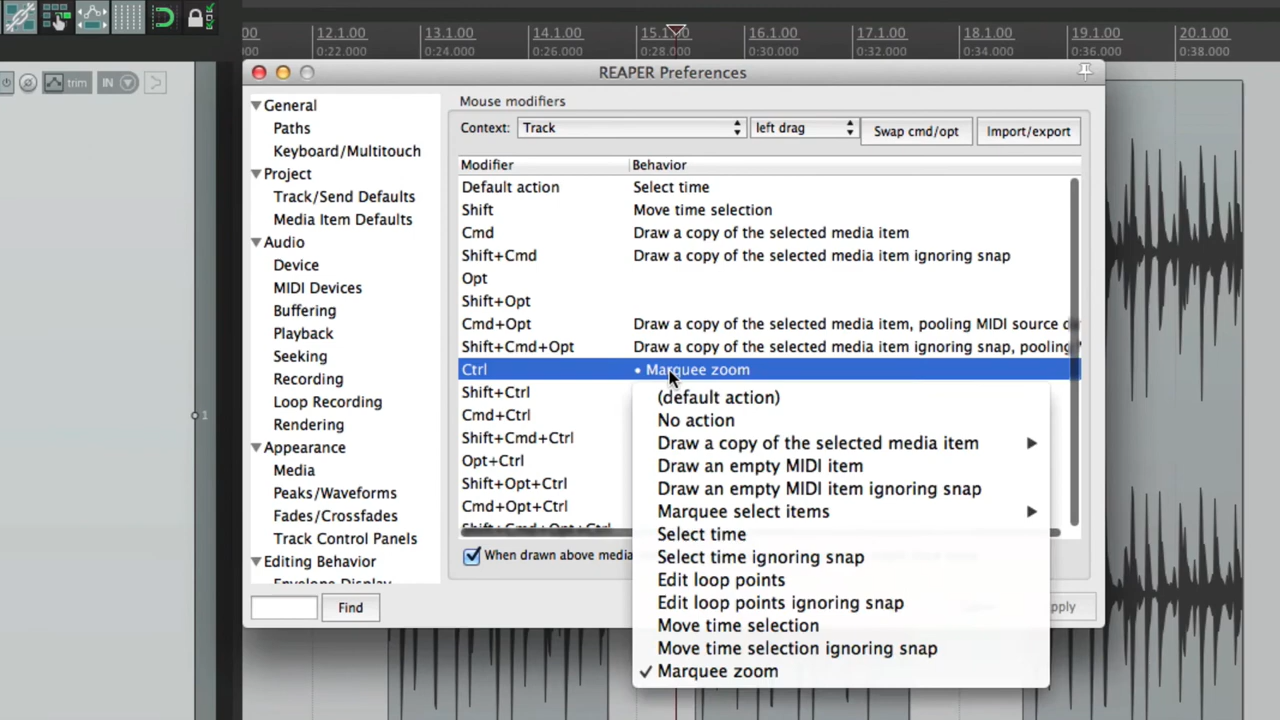 00 12.1.00 13.1.00 14.1.00 15.1.00 16.1.00 17.1.00 18.1.00 19.1.00 20.1.00
000 0:22.000 0:24.000 0:26.000 0:28.000 0:30.000 0:32.000 0:34.000 0:36.000 0:38.000
REAPER Preferences
trim IN
General
Paths
Keyboard/Multitouch
Project
Track/Send Defaults
Media Item Defaults
Audio
Device
MIDI Devices
Buffering
Playback
Seeking
Recording
Loop Recording
Rendering
Appearance
Media
Peaks/Waveforms
Fades/Crossfades
Track Control Panels
Editing Behavior
Envelope Display
Find
Mouse modifiers
Context: Track left drag Swap cmd/opt Import/export
Modifier Behavior
Default action Select time
Shift Move time selection
Cmd Draw a copy of the selected media item
Shift+Cmd Draw a copy of the selected media item ignoring snap
Opt
Shift+Opt
Cmd+Opt Draw a copy of the selected media item, pooling MIDI source d
Shift+Cmd+Opt Draw a copy of the selected media item ignoring snap, pooling
Ctrl • Marquee zoom
Shift+Ctrl
Cmd+Ctrl
Shift+Cmd+Ctrl
Opt+Ctrl
Shift+Opt+Ctrl
Cmd+Opt+Ctrl
Shift+Cmd+Opt+Ctrl
When drawn above media
(default action)
No action
Draw a copy of the selected media item
Draw an empty MIDI item
Draw an empty MIDI item ignoring snap
Marquee select items
Select time
Select time ignoring snap
Edit loop points
Edit loop points ignoring snap
Move time selection
Move time selection ignoring snap
✓ Marquee zoom
pply
1